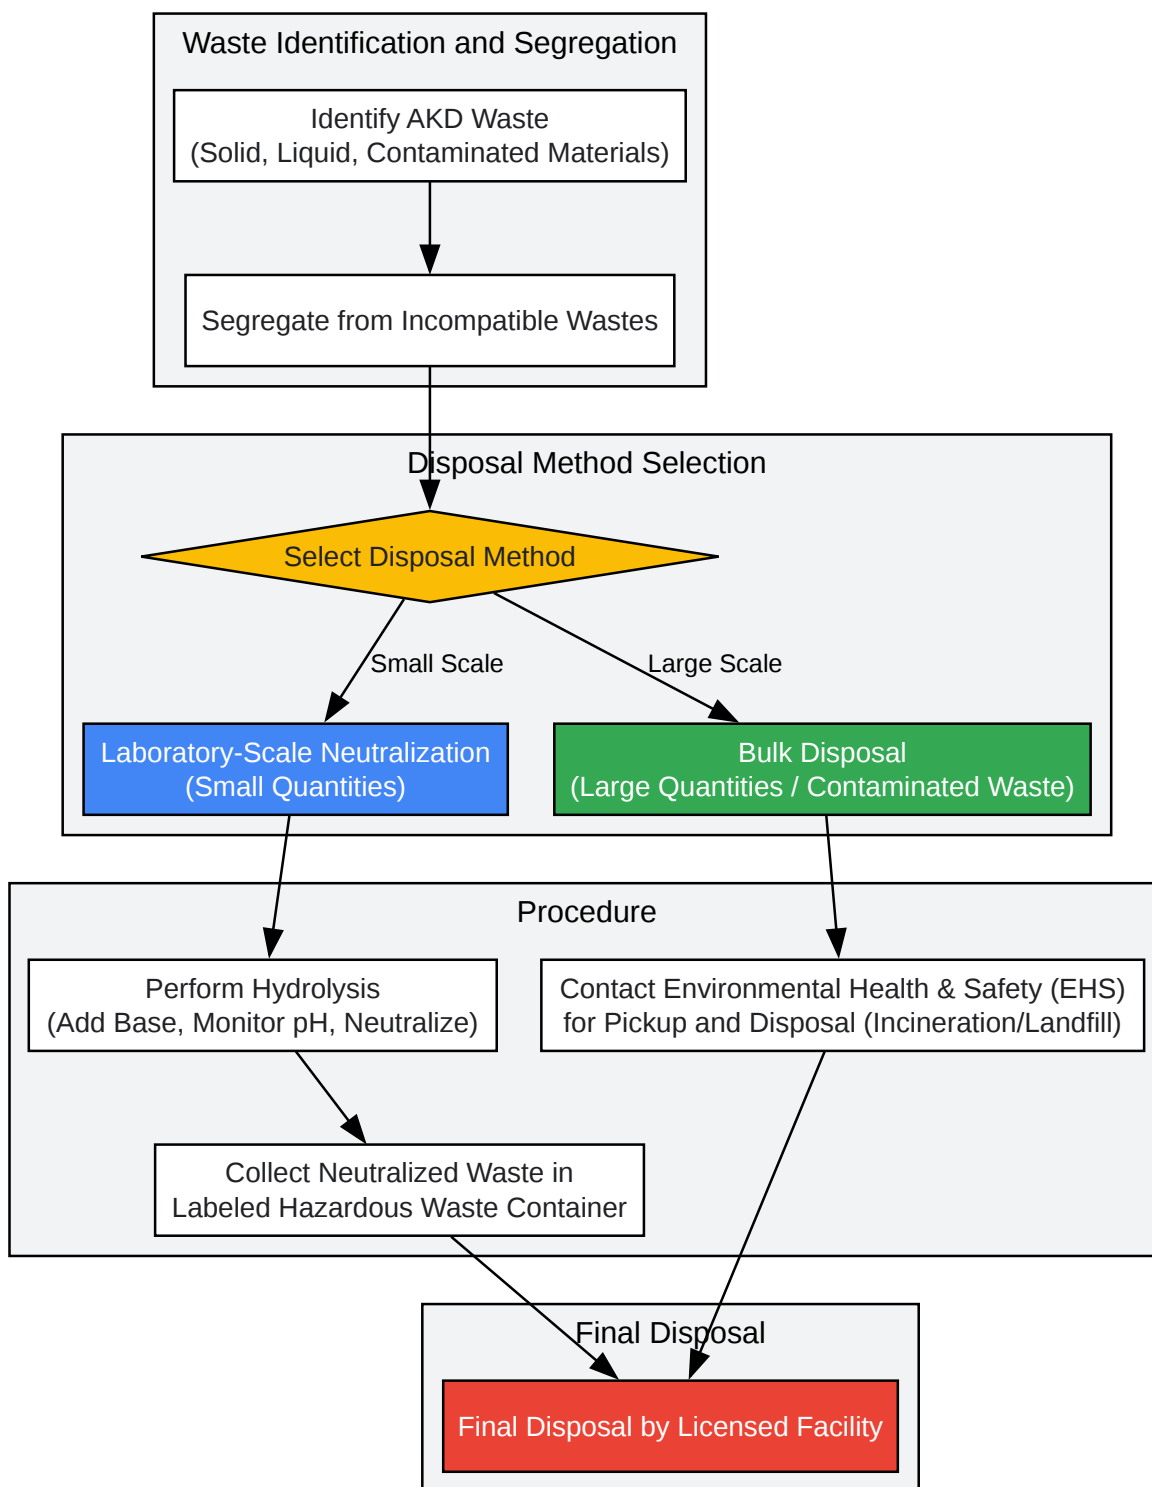 Waste Identification and Segregation
Identify AKD Waste
(Solid, Liquid, Contaminated Materials)
Segregate from Incompatible Wastes
Disposal Method Selection
Select Disposal Method
Small Scale
Large Scale
Laboratory-Scale Neutralization
(Small Quantities)
Bulk Disposal
(Large Quantities / Contaminated Waste)
Procedure
Perform Hydrolysis
(Add Base, Monitor pH, Neutralize)
Contact Environmental Health & Safety (EHS)
for Pickup and Disposal (Incineration/Landfill)
Collect Neutralized Waste in
Labeled Hazardous Waste Container
Final Disposal
Final Disposal by Licensed Facility